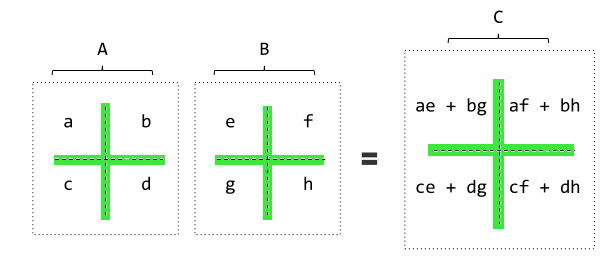 A B C
a b e f = ae + bg af + bh
c d g h ce + dg cf + dh